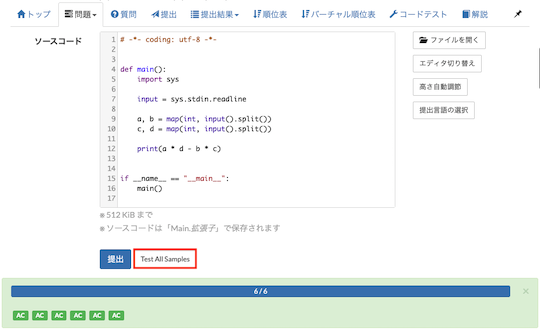 トップ 問題 質問 提出 提出結果 順位表 バーチャル順位表 コードテスト 解説
ソースコード
1 # -*- coding: utf-8 -*-
2
3
4 def main():
5 import sys
6
7 input = sys.stdin.readline
8
9 a, b = map(int, input().split())
10 c, d = map(int, input().split())
11
12 print(a * d - b * c)
13
14
15 if __name__ == "__main__":
16 main()
17
ファイルを開く
エディタ切り替え
高さ自動調節
提出言語の選択
※ 512 KiB まで
※ ソースコードは「Main.拡張子」で保存されます
提出 Test All Samples
6 / 6 ×
AC AC AC AC AC AC